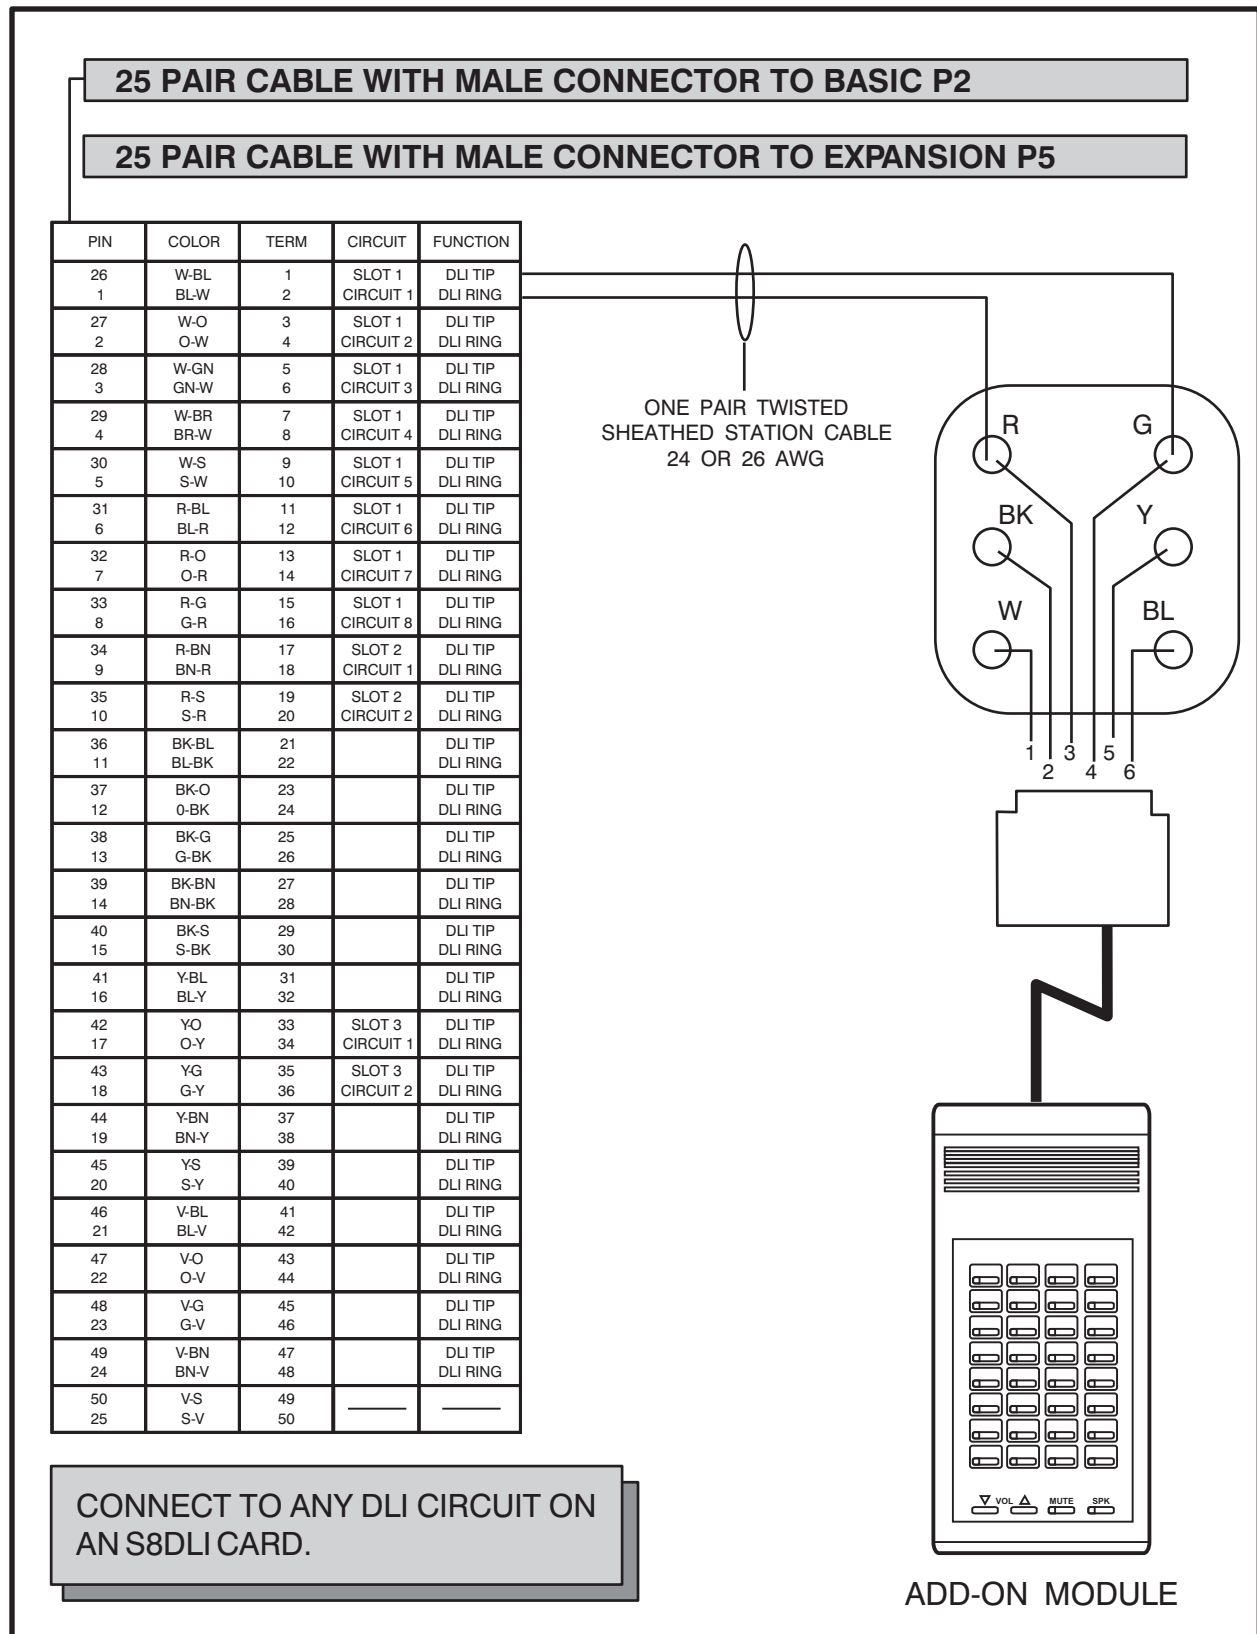 25 PAIR CABLE WITH MALE CONNECTOR TO BASIC P2
25 PAIR CABLE WITH MALE CONNECTOR TO EXPANSION P5
PIN COLOR TERM CIRCUIT FUNCTION
26 W-BL 1 SLOT 1 DLI TIP
1 BL-W 2 CIRCUIT 1 DLI RING
27 W-O 3 SLOT 1 DLI TIP
2 O-W 4 CIRCUIT 2 DLI RING
28 W-GN 5 SLOT 1 DLI TIP
3 GN-W 6 CIRCUIT 3 DLI RING
29 W-BR 7 SLOT 1 DLI TIP
4 BR-W 8 CIRCUIT 4 DLI RING
30 W-S 9 SLOT 1 DLI TIP
5 S-W 10 CIRCUIT 5 DLI RING
31 R-BL 11 SLOT 1 DLI TIP
6 BL-R 12 CIRCUIT 6 DLI RING
32 R-O 13 SLOT 1 DLI TIP
7 O-R 14 CIRCUIT 7 DLI RING
33 R-G 15 SLOT 1 DLI TIP
8 G-R 16 CIRCUIT 8 DLI RING
34 R-BN 17 SLOT 2 DLI TIP
9 BN-R 18 CIRCUIT 1 DLI RING
35 R-S 19 SLOT 2 DLI TIP
10 S-R 20 CIRCUIT 2 DLI RING
36 BK-BL 21 DLI TIP
11 BL-BK 22 DLI RING
37 BK-O 23 DLI TIP
12 0-BK 24 DLI RING
38 BK-G 25 DLI TIP
13 G-BK 26 DLI RING
39 BK-BN 27 DLI TIP
14 BN-BK 28 DLI RING
40 BK-S 29 DLI TIP
15 S-BK 30 DLI RING
41 Y-BL 31 DLI TIP
16 BL-Y 32 DLI RING
42 Y-O 33 SLOT 3 DLI TIP
17 O-Y 34 CIRCUIT 1 DLI RING
43 Y-G 35 SLOT 3 DLI TIP
18 G-Y 36 CIRCUIT 2 DLI RING
44 Y-BN 37 DLI TIP
19 BN-Y 38 DLI RING
45 Y-S 39 DLI TIP
20 S-Y 40 DLI RING
46 V-BL 41 DLI TIP
21 BL-V 42 DLI RING
47 V-O 43 DLI TIP
22 O-V 44 DLI RING
48 V-G 45 DLI TIP
23 G-V 46 DLI RING
49 V-BN 47 DLI TIP
24 BN-V 48 DLI RING
50 V-S 49
25 S-V 50
ONE PAIR TWISTED
SHEATHED STATION CABLE
24 OR 26 AWG
R G
BK Y
W BL
1 2 3 4 5 6
VOL MUTE SPK
ADD-ON MODULE
CONNECT TO ANY DLI CIRCUIT ON
AN S8DLI CARD.